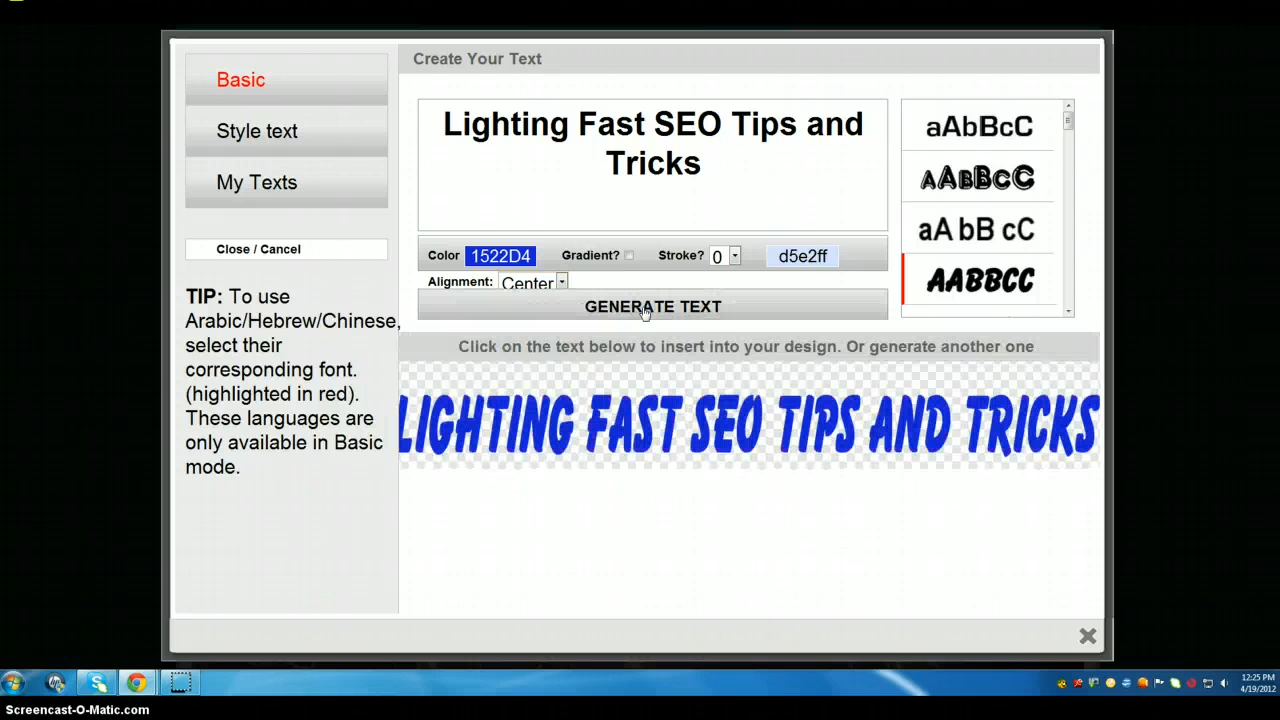 Create Your Text
Basic
Style text
My Texts
Close / Cancel
TIP: To use
Arabic/Hebrew/Chinese,
select their
corresponding font.
(highlighted in red).
These languages are
only available in Basic
mode.
Lighting Fast SEO Tips and
Tricks
aAbBcC
AABBCC
aA bB cC
AABBCC
Color 1522D4 Gradient? Stroke? 0 d5e2ff
Alignment: Center
GENERATE TEXT
Click on the text below to insert into your design. Or generate another one
LIGHTING FAST SEO TIPS AND TRICKS
12:25 PM
4/19/2012
Screencast-O-Matic.com